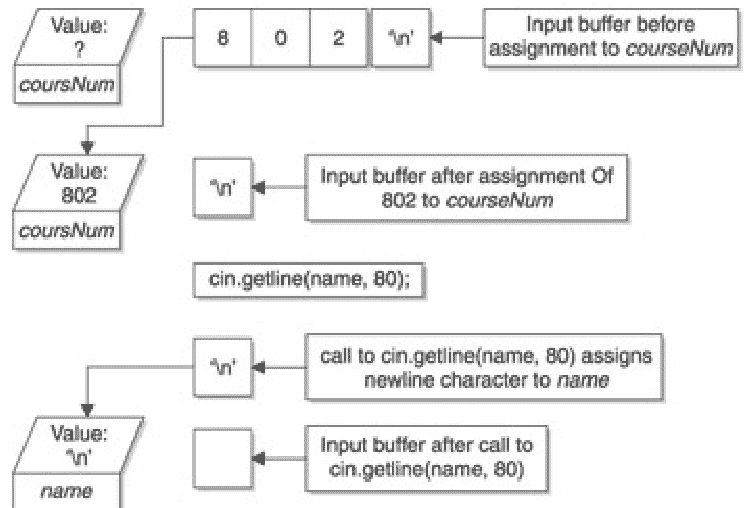 Value:
?
coursNum
8 0 2 '\n'
Input buffer before
assignment to courseNum
Value:
802
coursNum
'\n'
Input buffer after assignment Of
802 to courseNum
cin.getline(name, 80);
'\n'
call to cin.getline(name, 80) assigns
newline character to name
Value:
'\n'
name
Input buffer after call to
cin.getline(name, 80)